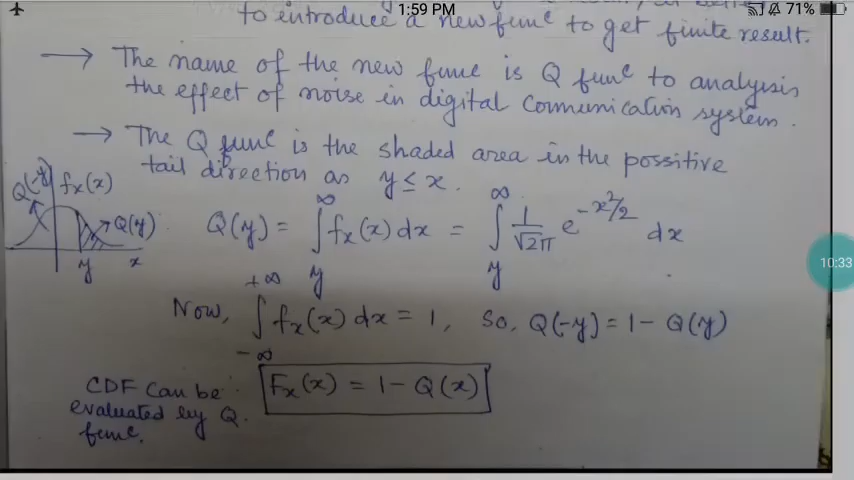 1:59 PM
71%
to introduce a new func to get finite result.
→ The name of the new func is Q func to analysis
the effect of noise in digital Communication system.
→ The Q func is the shaded area in the possitive
tail direction as y ≤ x.
Q(-y) fx(x) Q(y) y x
Q(y) = ∫_y^∞ fx(x) dx = ∫_y^∞ 1/√2π e^(-x²/2) dx
Now, ∫_-∞^+∞ fx(x) dx = 1, So, Q(-y) = 1 - Q(y)
CDF Can be
evaluated by Q
func.
Fx(x) = 1 - Q(x)
10:33